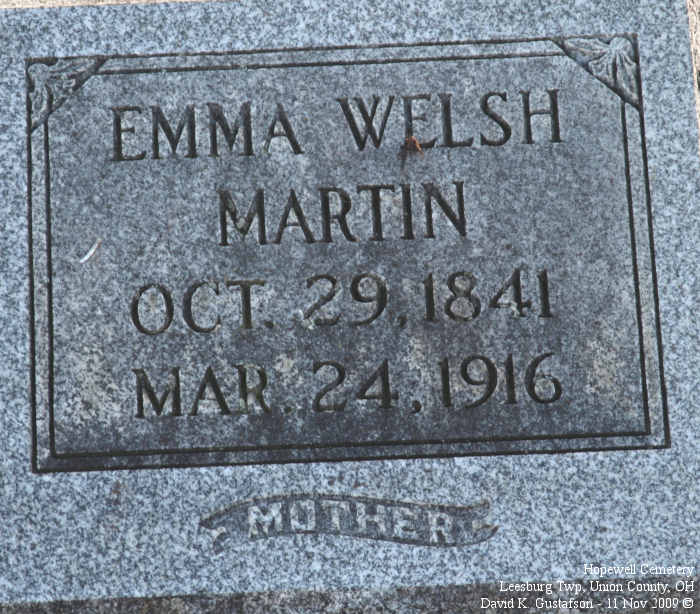 EMMA WELSH
MARTIN
OCT. 29, 1841
MAR. 24, 1916
MOTHER
Hopewell Cemetery
Leesburg Twp, Union County, OH
David K. Gustafson - 11 Nov 2009 ©